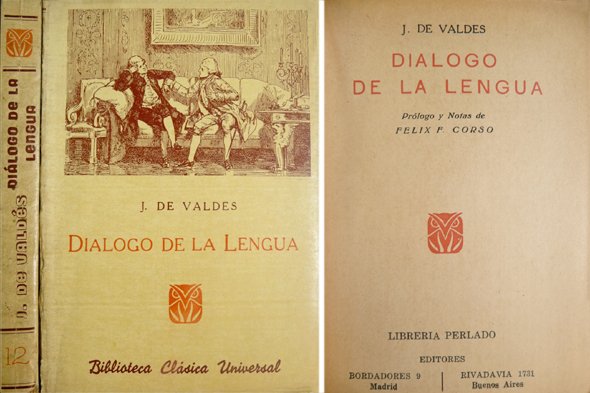 J. DE VALDÉS DIÁLOGO DE LA LENGUA
12
J. DE VALDES
DIALOGO DE LA LENGUA
Biblioteca Clásica Universal
J. DE VALDES
DIALOGO
DE LA LENGUA
Prólogo y Notas de
FELIX F. CORSO
LIBRERIA PERLADO
EDITORES
BORDADORES 9
Madrid
RIVADAVIA 1731
Buenos Aires